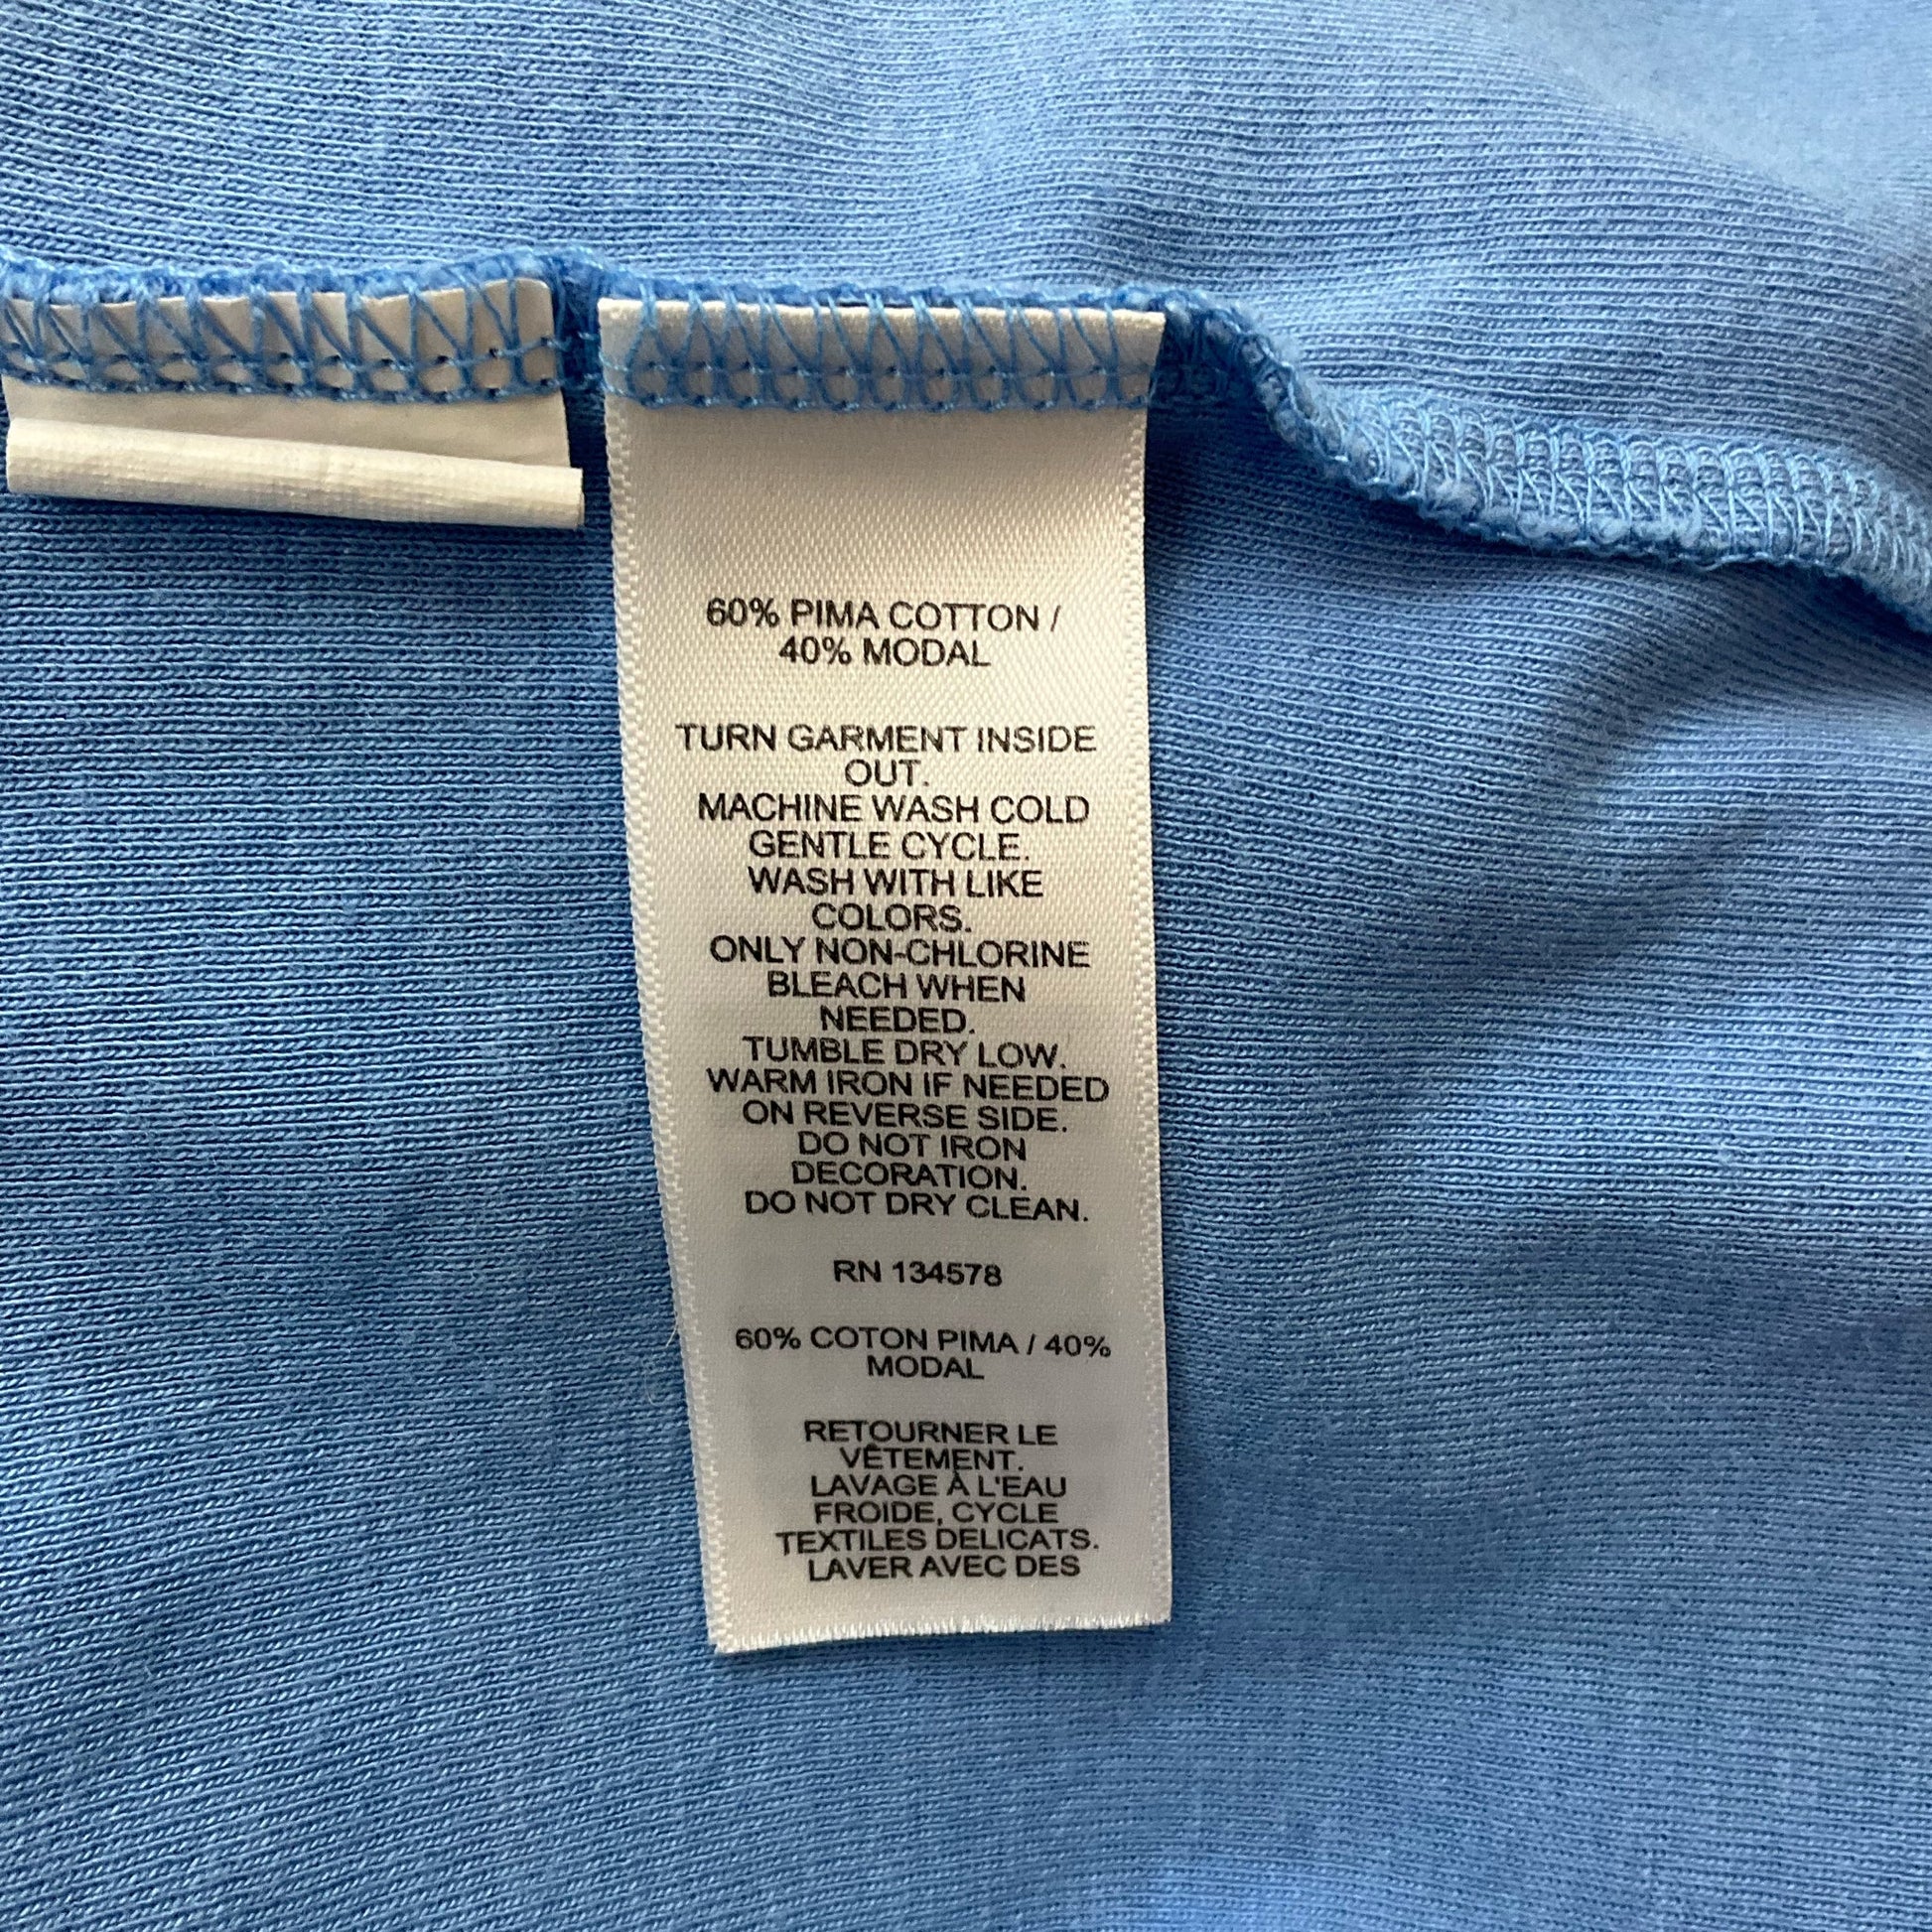 60% PIMA COTTON /
40% MODAL
TURN GARMENT INSIDE
OUT.
MACHINE WASH COLD
GENTLE CYCLE.
WASH WITH LIKE
COLORS.
ONLY NON-CHLORINE
BLEACH WHEN
NEEDED.
TUMBLE DRY LOW.
WARM IRON IF NEEDED
ON REVERSE SIDE.
DO NOT IRON
DECORATION.
DO NOT DRY CLEAN.
RN 134578
60% COTON PIMA / 40%
MODAL
RETOURNER LE
VÊTEMENT.
LAVAGE À L'EAU
FROIDE, CYCLE
TEXTILES DELICATS.
LAVER AVEC DES